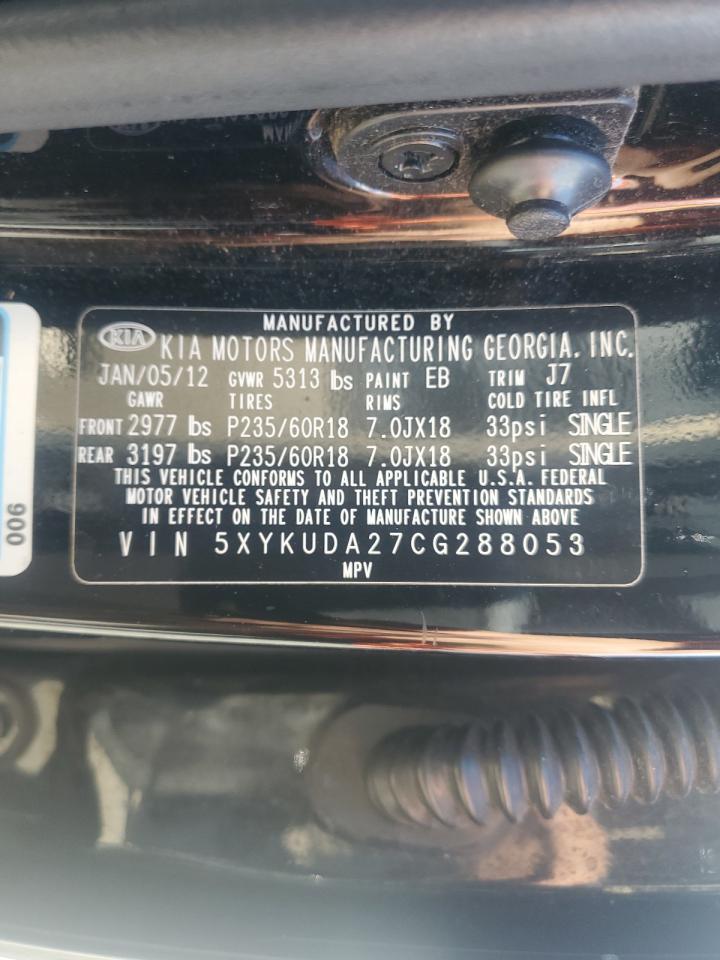 MANUFACTURED BY
KIA KIA MOTORS MANUFACTURING GEORGIA, INC.
JAN/05/12 GVWR 5313 lbs PAINT EB TRIM J7
GAWR TIRES RIMS COLD TIRE INFL
FRONT 2977 lbs P235/60R18 7.0JX18 33psi SINGLE
REAR 3197 lbs P235/60R18 7.0JX18 33psi SINGLE
THIS VEHICLE CONFORMS TO ALL APPLICABLE U.S.A. FEDERAL
MOTOR VEHICLE SAFETY AND THEFT PREVENTION STANDARDS
IN EFFECT ON THE DATE OF MANUFACTURE SHOWN ABOVE
VIN 5XYKUDA27CG288053
MPV
006